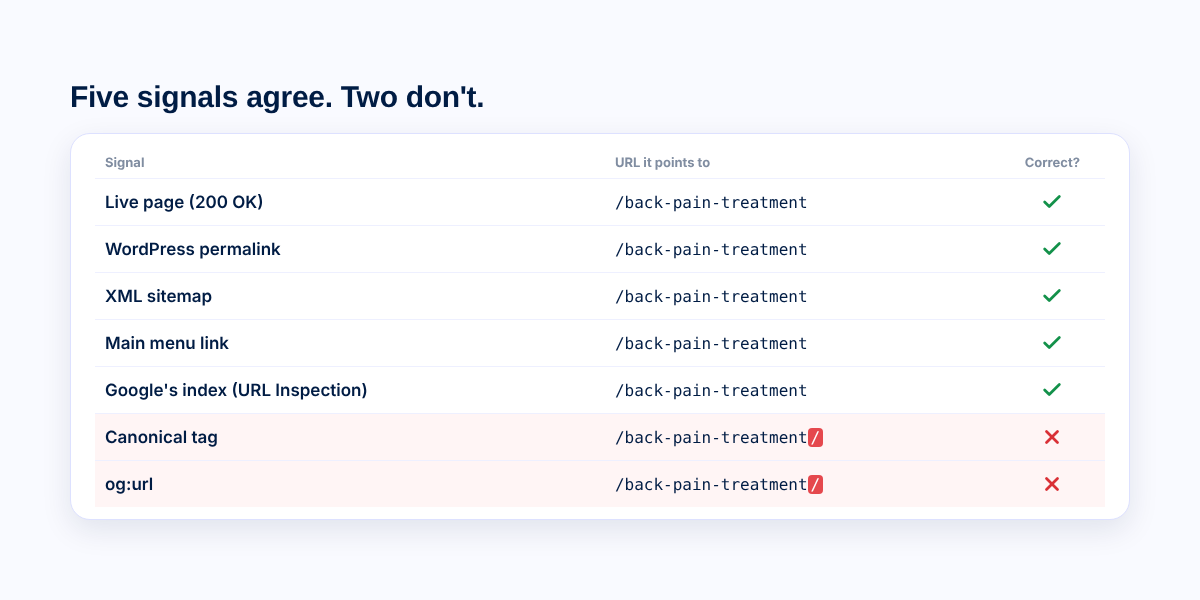 Five signals agree. Two don't.
Signal URL it points to Correct?
Live page (200 OK) /back-pain-treatment
WordPress permalink /back-pain-treatment
XML sitemap /back-pain-treatment
Main menu link /back-pain-treatment
Google's index (URL Inspection) /back-pain-treatment
Canonical tag /back-pain-treatment/
og:url /back-pain-treatment/